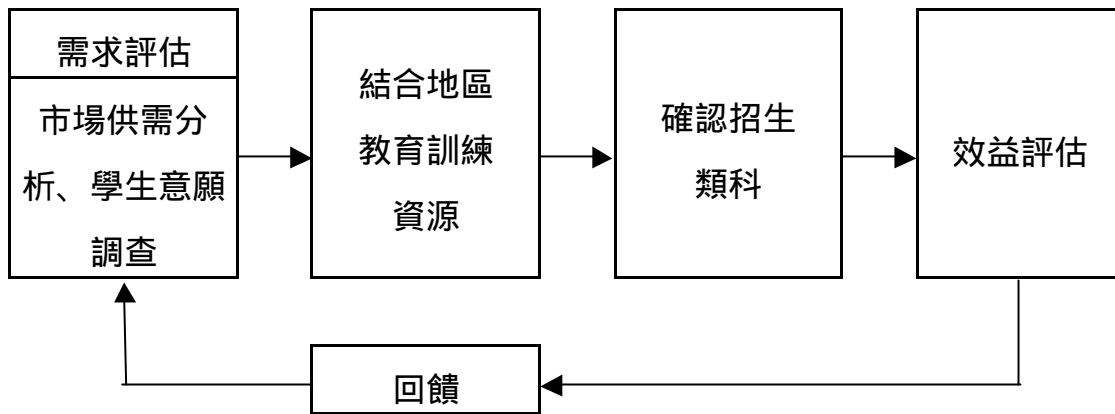 需求評估
市場供需分
析、學生意願
調查
結合地區
教育訓練
資源
確認招生
類科
效益評估
回饋